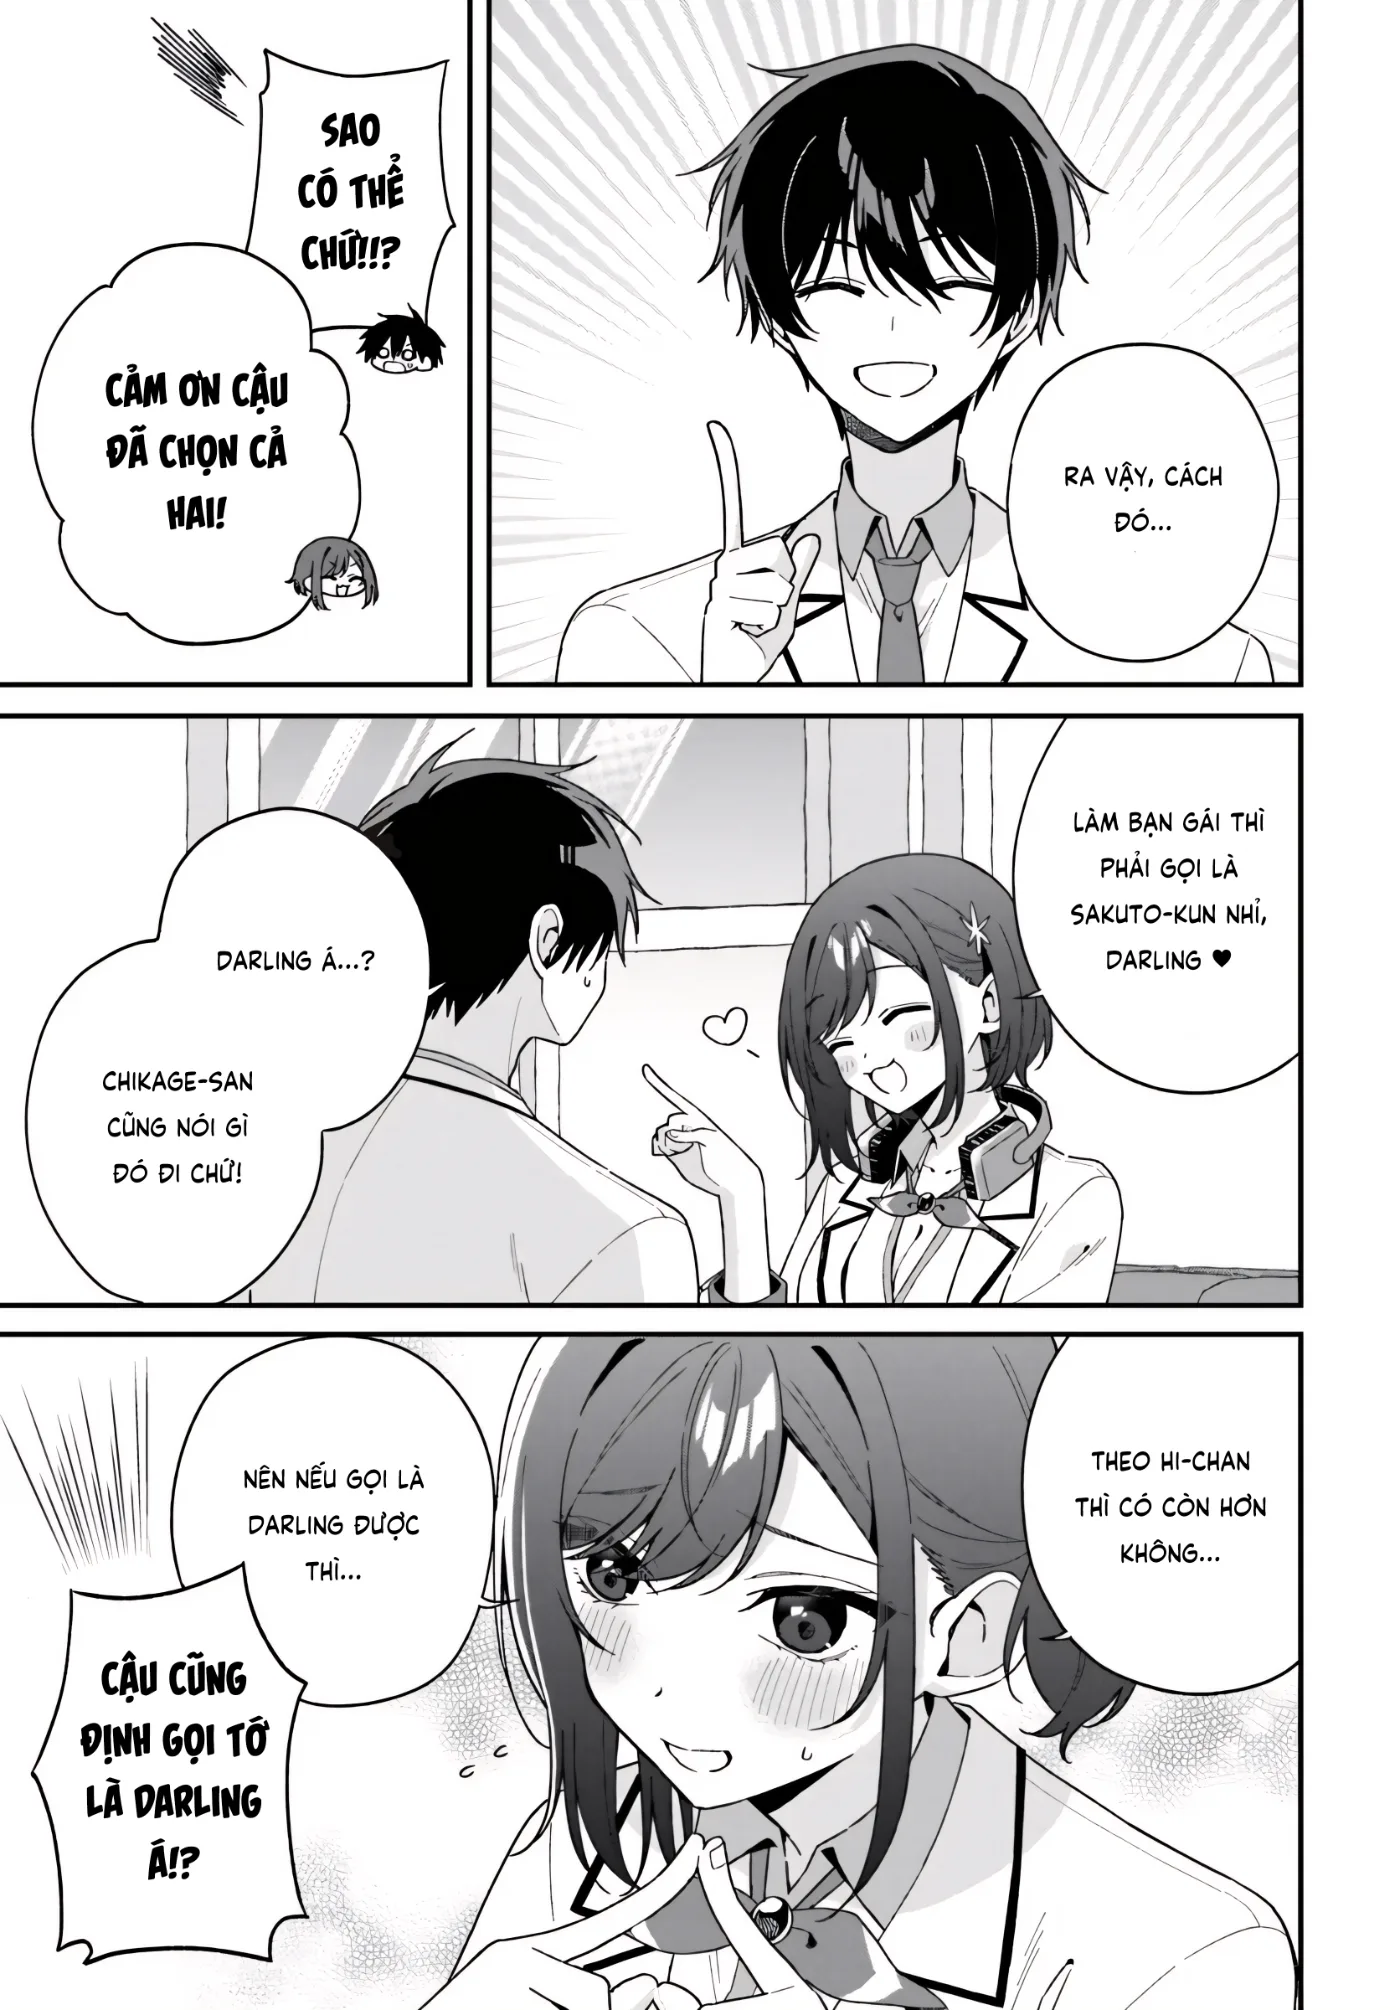 RA VẬY, CÁCH
ĐÓ...
SAO
CÓ THỂ
CHỨ!!!?
CẢM ƠN CẬU
ĐÃ CHỌN CẢ
HAI!
LÀM BẠN GÁI THÌ
PHẢI GỌI LÀ
SAKUTO-KUN NHỈ,
DARLING ♥
DARLING Á...?
CHIKAGE-SAN
CŨNG NÓI GÌ
ĐÓ ĐI CHỨ!
THEO HI-CHAN
THÌ CÓ CÒN HƠN
KHÔNG...
NÊN NẾU GỌI LÀ
DARLING ĐƯỢC
THÌ...
CẬU CŨNG
ĐỊNH GỌI TỚ
LÀ DARLING
Á!?